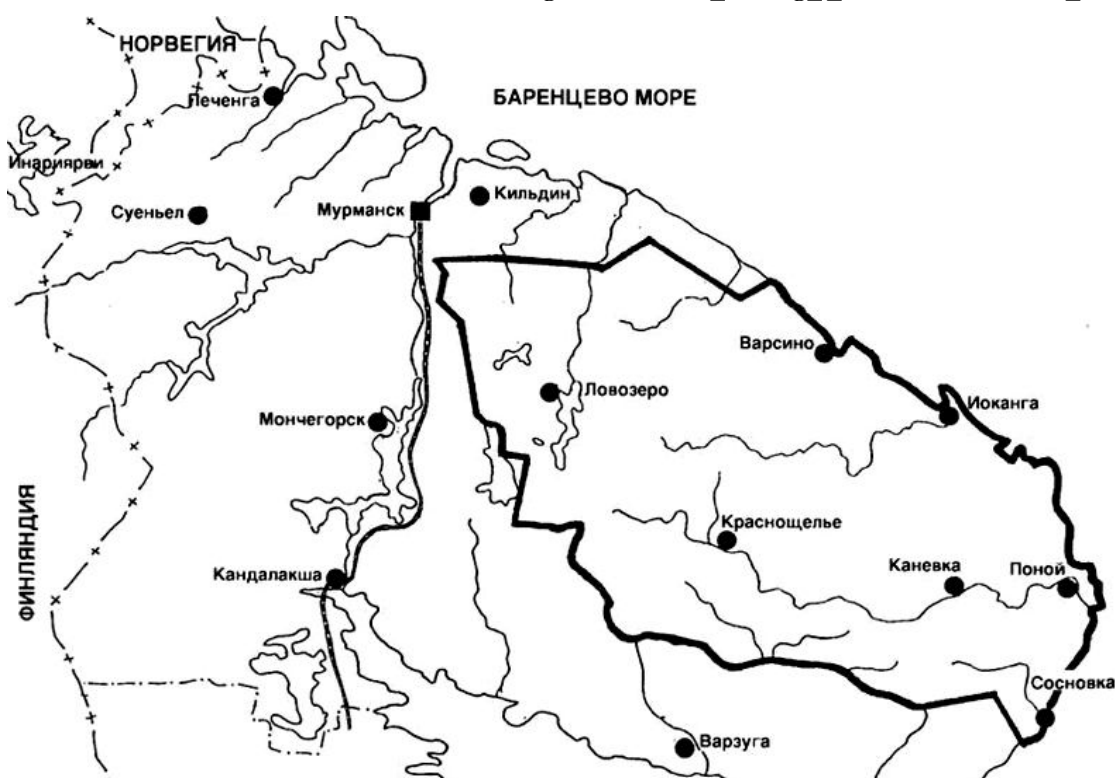 НОРВЕГИЯ
Печенга
БАРЕНЦЕВО МОРЕ
Инариярви
Суеньел
Мурманск
Кильдин
Варсино
Ловозеро
Иоканга
Мончегорск
ФИНЛЯНДИЯ
Краснощелье
Каневка
Поной
Кандалакша
Сосновка
Варзуга